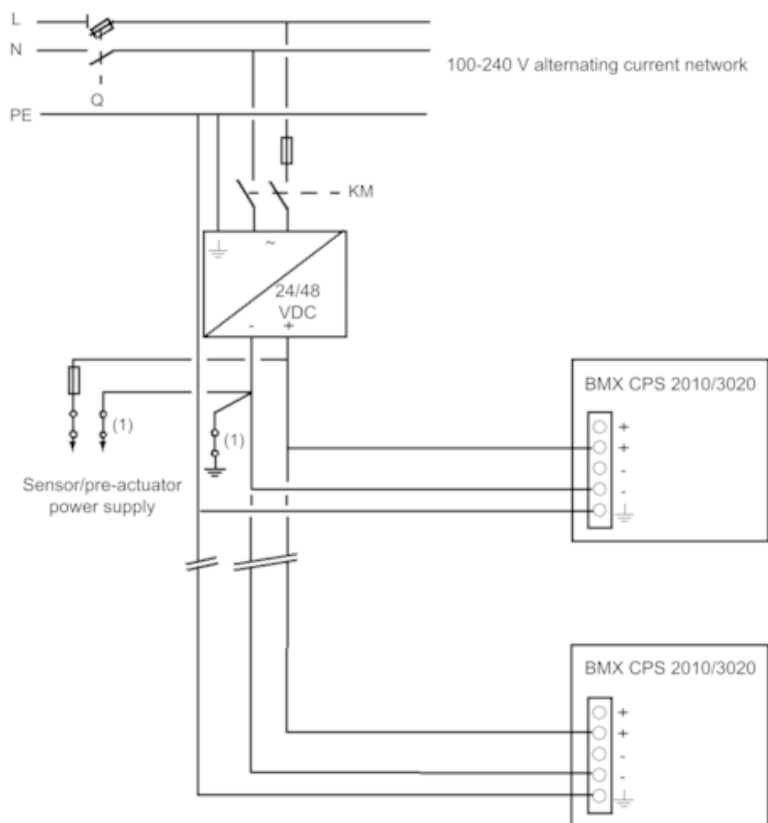 L
N
100-240 V alternating current network
Q
PE
KM
~
24/48
VDC
- +
BMX CPS 2010/3020
+
+
-
-
(1)
(1)
Sensor/pre-actuator
power supply
BMX CPS 2010/3020
+
+
-
-